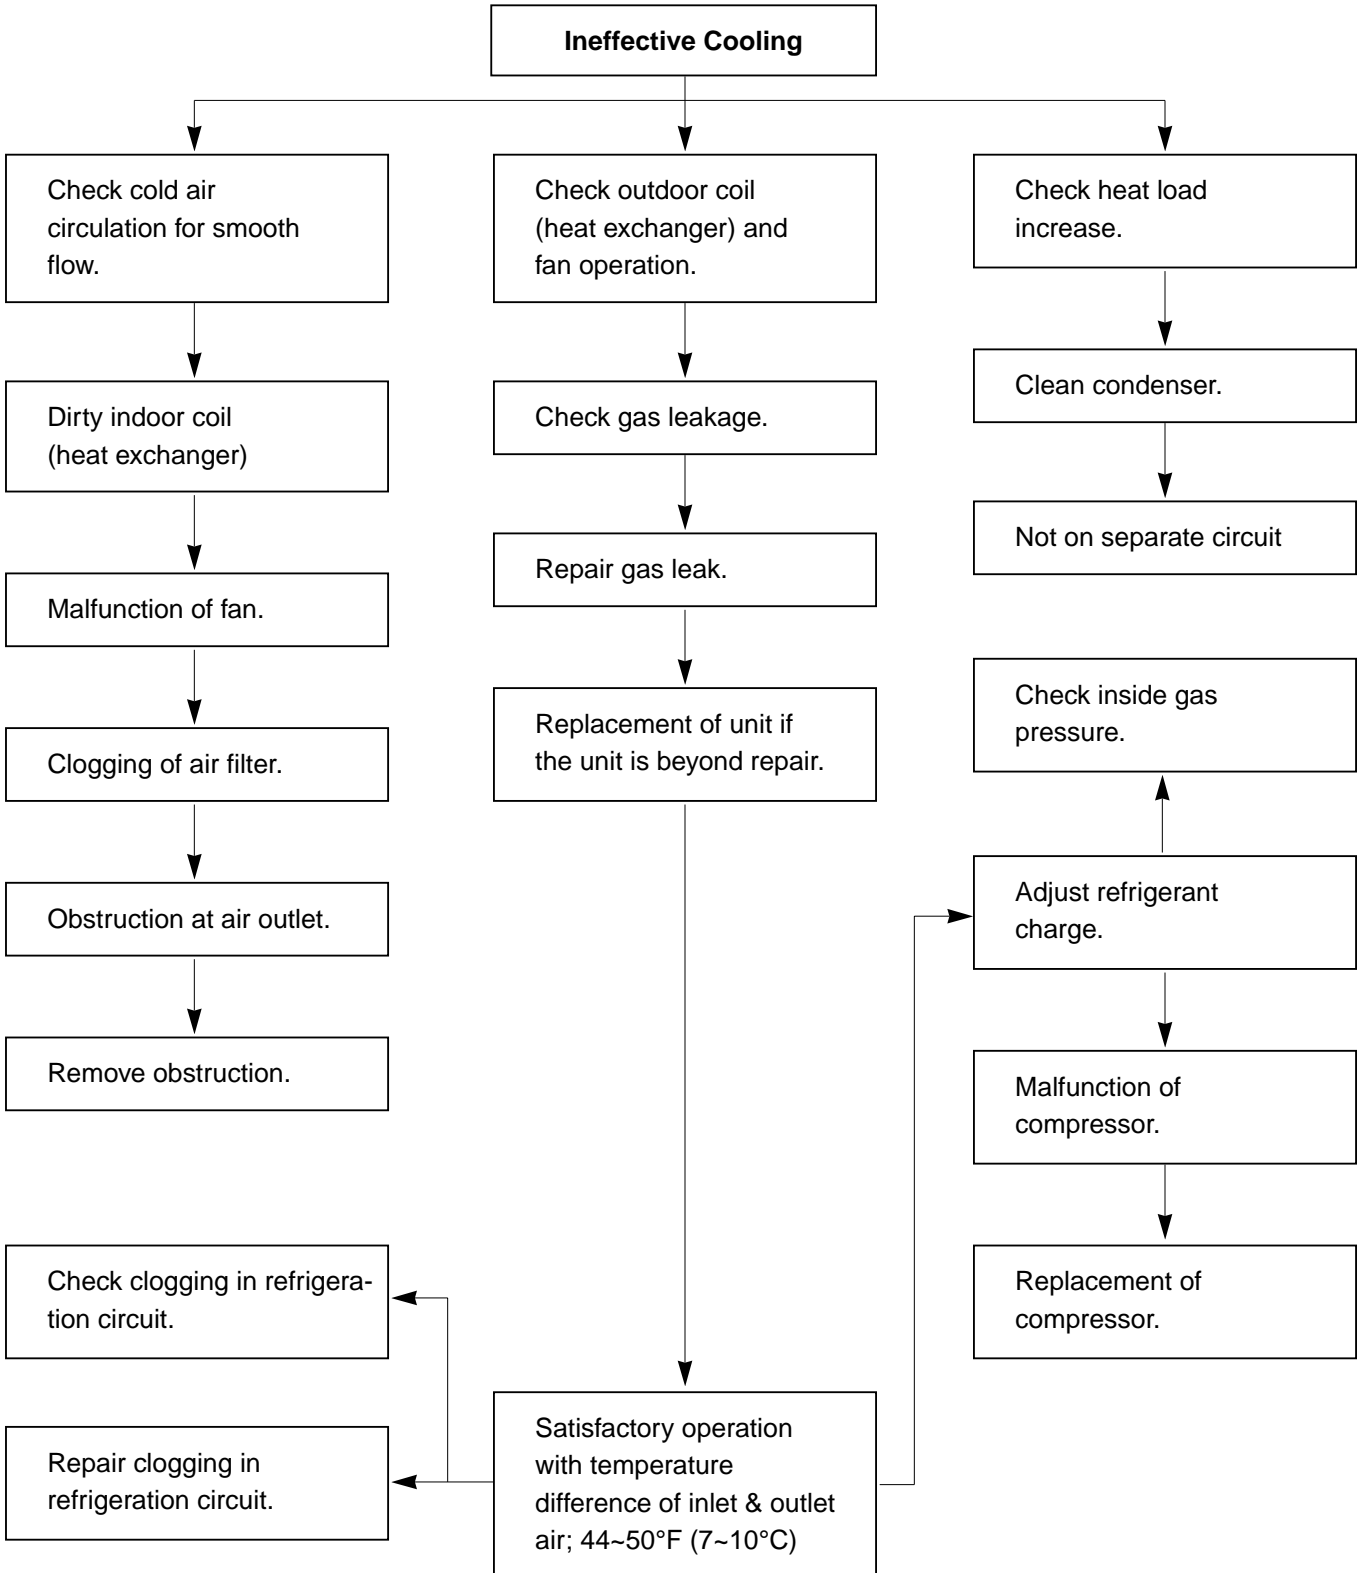 Ineffective Cooling
Check cold air
circulation for smooth
flow.
Dirty indoor coil
(heat exchanger)
Malfunction of fan.
Clogging of air filter.
Obstruction at air outlet.
Remove obstruction.
Check outdoor coil
(heat exchanger) and
fan operation.
Check gas leakage.
Repair gas leak.
Replacement of unit if
the unit is beyond repair.
Check heat load
increase.
Clean condenser.
Not on separate circuit
Check inside gas
pressure.
Adjust refrigerant
charge.
Malfunction of
compressor.
Replacement of
compressor.
Check clogging in refrigera-
tion circuit.
Repair clogging in
refrigeration circuit.
Satisfactory operation
with temperature
difference of inlet & outlet
air; 44~50°F (7~10°C)